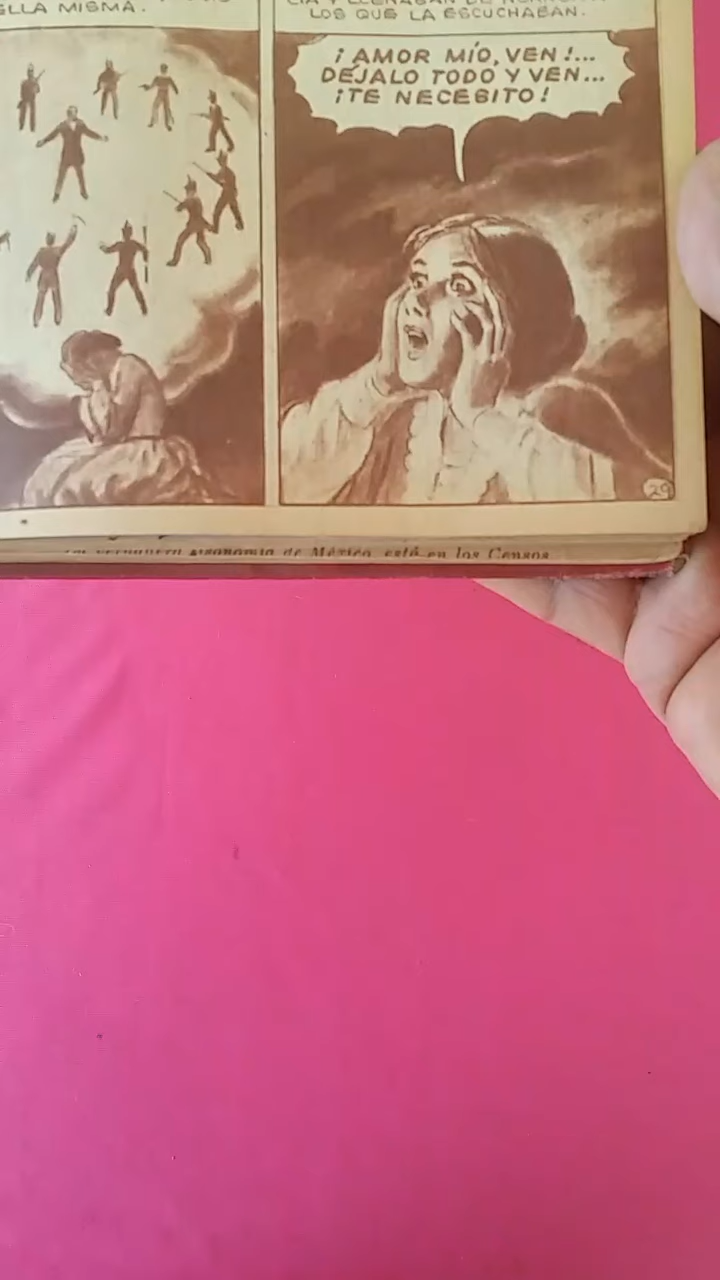 ELLA MISMA.
LOS QUE LA ESCUCHABAN.
¡AMOR MÍO, VEN!...
DÉJALO TODO Y VEN...
¡TE NECESITO!
29
de México, está en los Censos